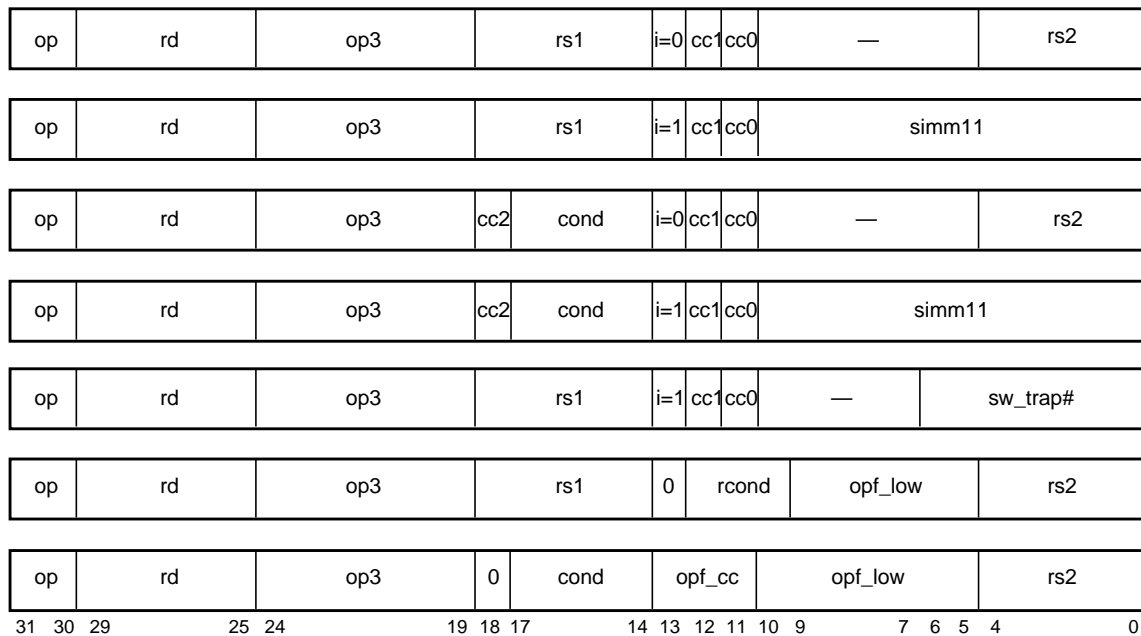 op rd op3 rs1 i=0 cc1 cc0 — rs2
op rd op3 rs1 i=1 cc1 cc0 simm11
op rd op3 cc2 cond i=0 cc1 cc0 — rs2
op rd op3 cc2 cond i=1 cc1 cc0 simm11
op rd op3 rs1 i=1 cc1 cc0 — sw_trap#
op rd op3 rs1 0 rcond opf_low rs2
op rd op3 0 cond opf_cc opf_low rs2
31 30 29 25 24 19 18 17 14 13 12 11 10 9 7 6 5 4 0